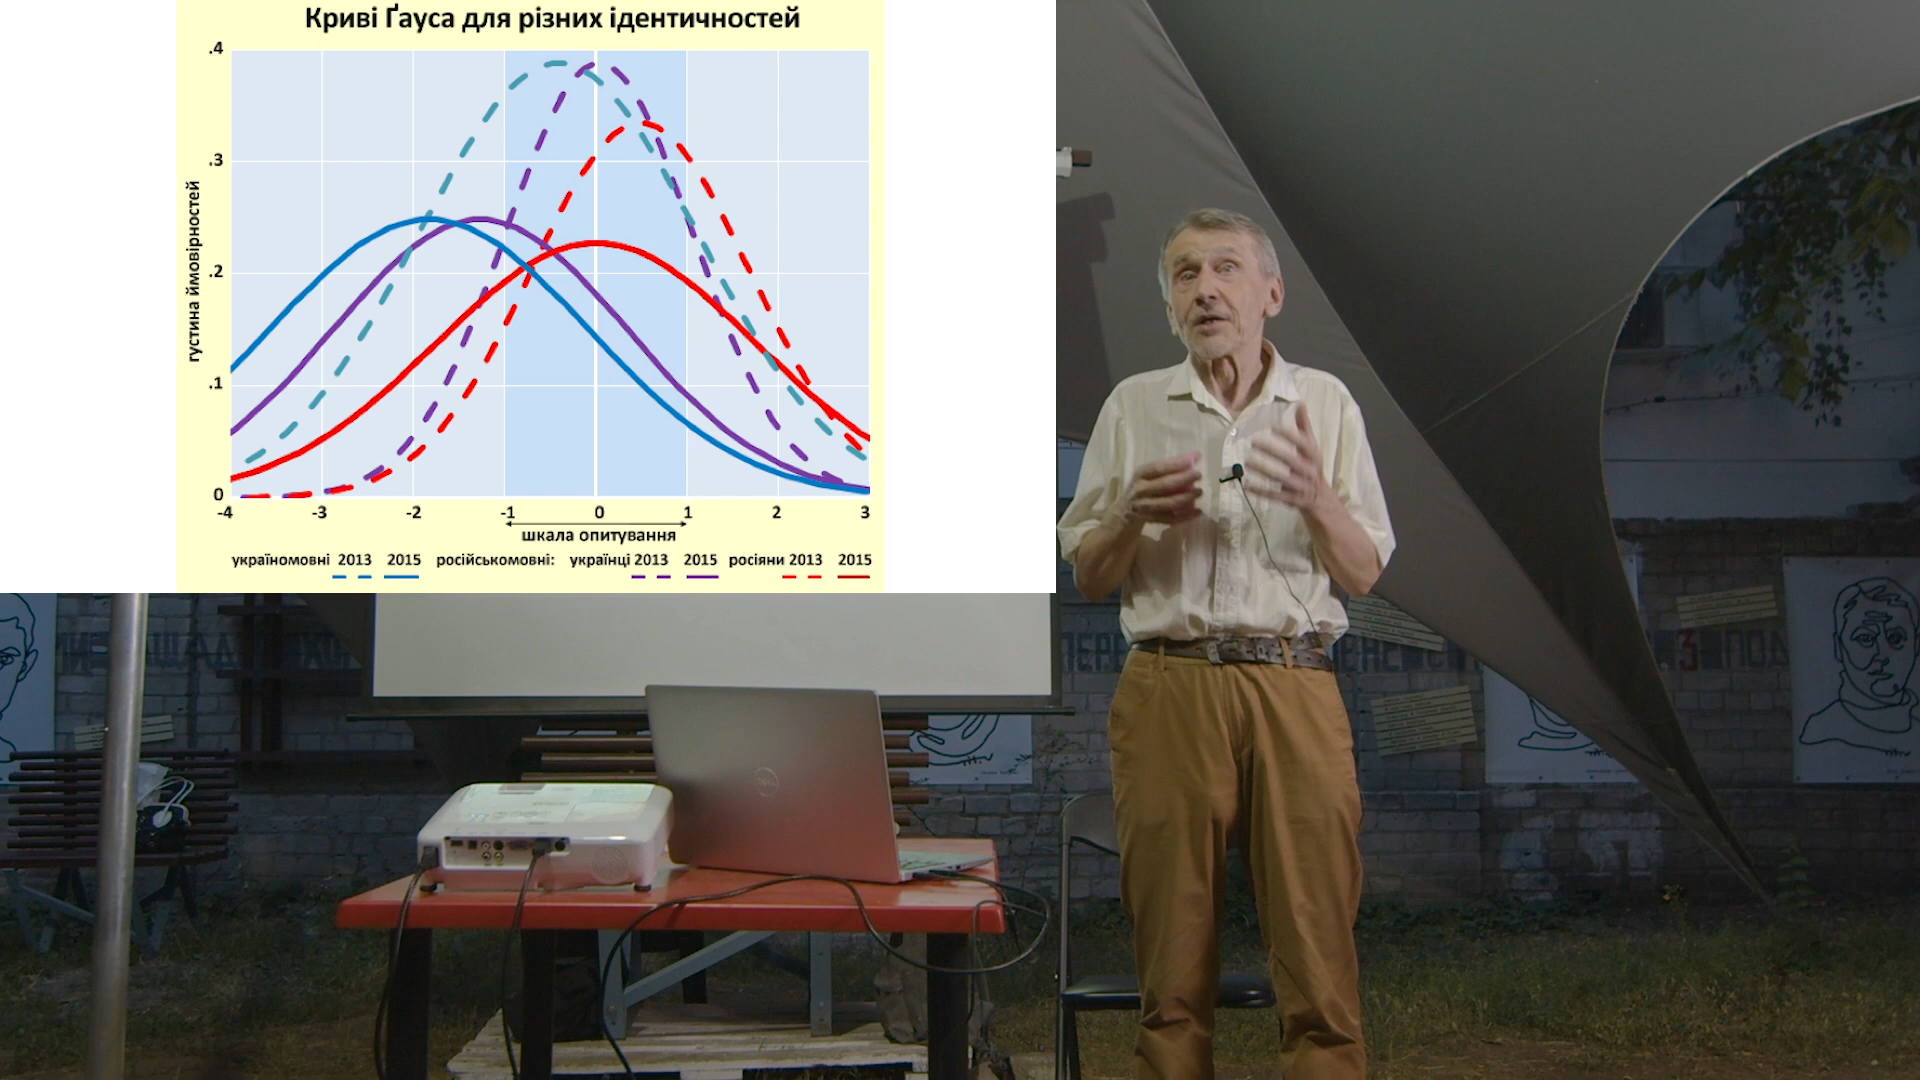 Криві Ґауса для різних ідентичностей
.4
.3
.2
.1
0
густина ймовірностей
-4 -3 -2 -1 0 1 2 3
шкала опитування
україномовні 2013 2015 російськомовні: українці 2013 2015 росіяни 2013 2015
DELL